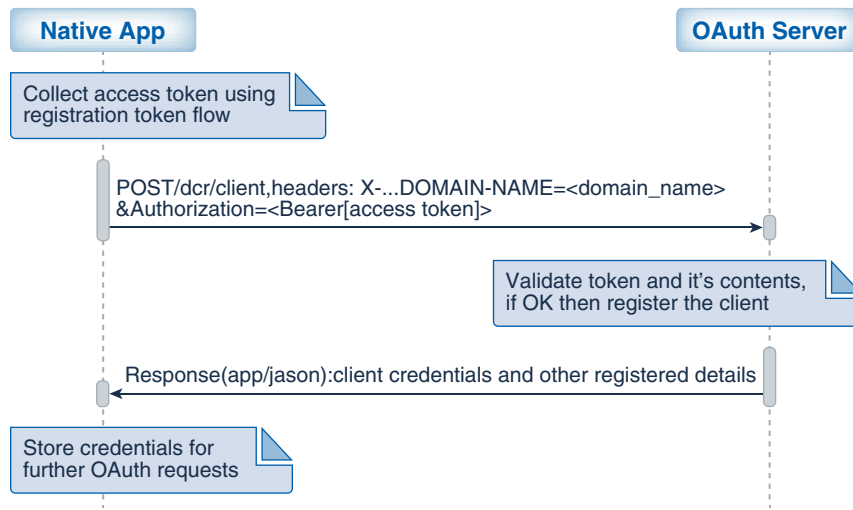 Native App
OAuth Server
Collect access token using
registration token flow
POST/dcr/client,headers: X-...DOMAIN-NAME=<domain_name>
&Authorization=<Bearer[access token]>
Validate token and it's contents,
if OK then register the client
Response(app/jason):client credentials and other registered details
Store credentials for
further OAuth requests